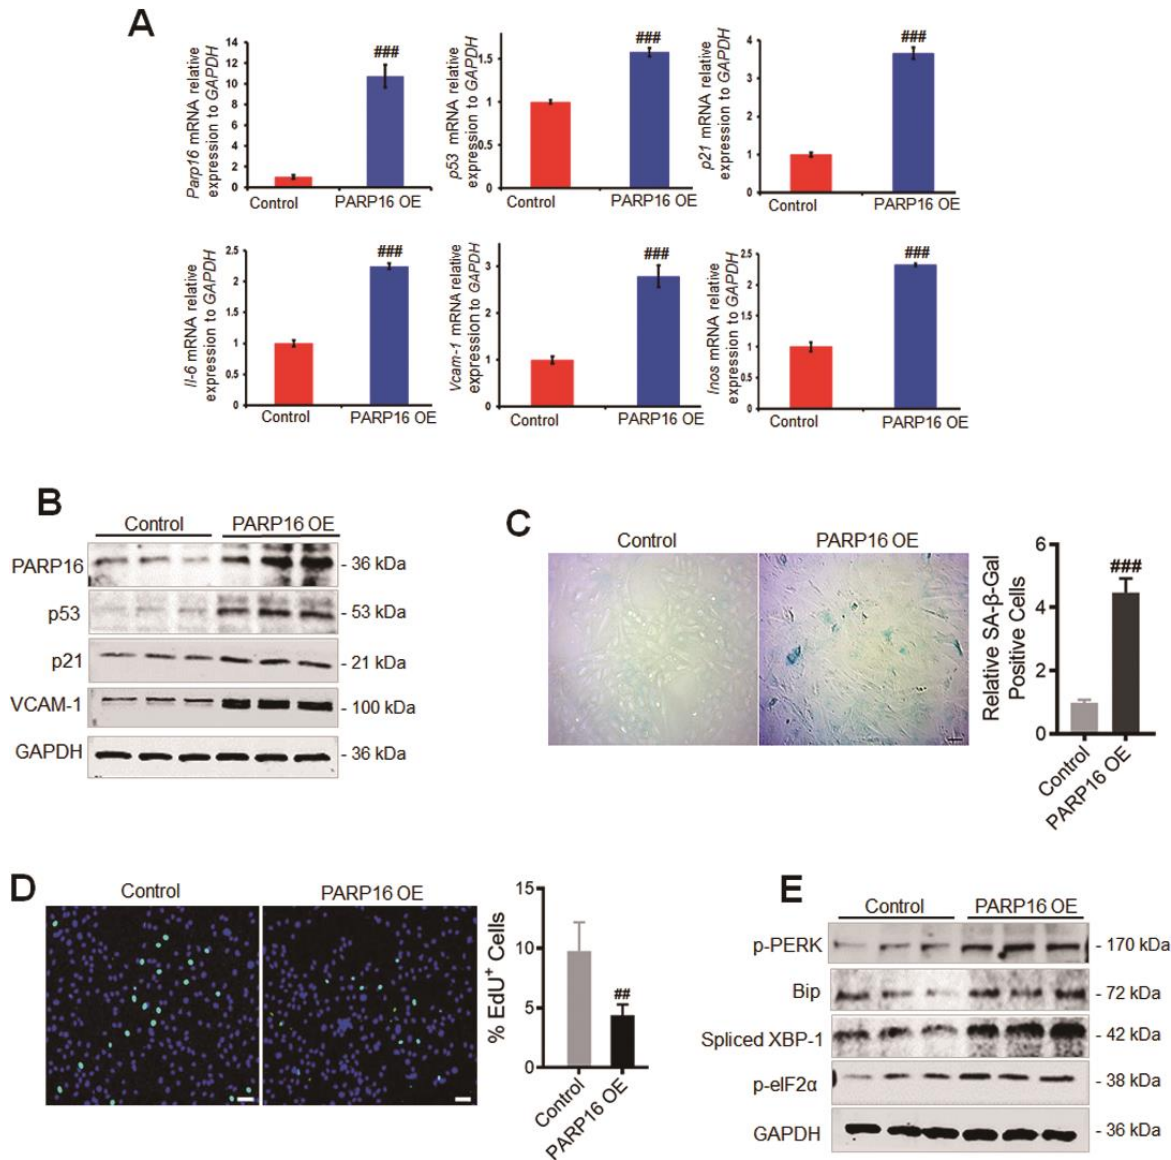 A
Parp16 mRNA relative
expression to GAPDH
14
12
10
8
6
4
2
0
###
Control
PARP16 OE
p53 mRNA relative
expression to GAPDH
1.5
1
0.5
0
###
Control
PARP16 OE
p21 mRNA relative
expression to GAPDH
4
3
2
1
0
###
Control
PARP16 OE
Il-6 mRNA relative
expression to GAPDH
2.5
2
1.5
1
0.5
0
###
Control
PARP16 OE
Vcam-1 mRNA relative
expression to GAPDH
3
2
1
0
###
Control
PARP16 OE
Inos mRNA relative
expression to GAPDH
2.5
2
1.5
1
0.5
0
###
Control
PARP16 OE
B
Control PARP16 OE
PARP16 - 36 kDa
p53 - 53 kDa
p21 - 21 kDa
VCAM-1 - 100 kDa
GAPDH - 36 kDa
C
Control PARP16 OE
Relative SA-β-Gal
Positive Cells
6
4
2
0
###
Control
PARP16 OE
D
Control PARP16 OE
% EdU+ Cells
15
10
5
0
##
Control
PARP16 OE
E
Control PARP16 OE
p-PERK - 170 kDa
Bip - 72 kDa
Spliced XBP-1 - 42 kDa
p-eIF2α - 38 kDa
GAPDH - 36 kDa